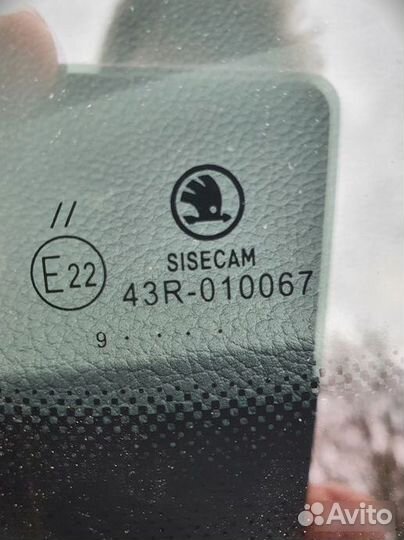 //
SISECAM
E22
43R-010067
9 . . . .
Avito